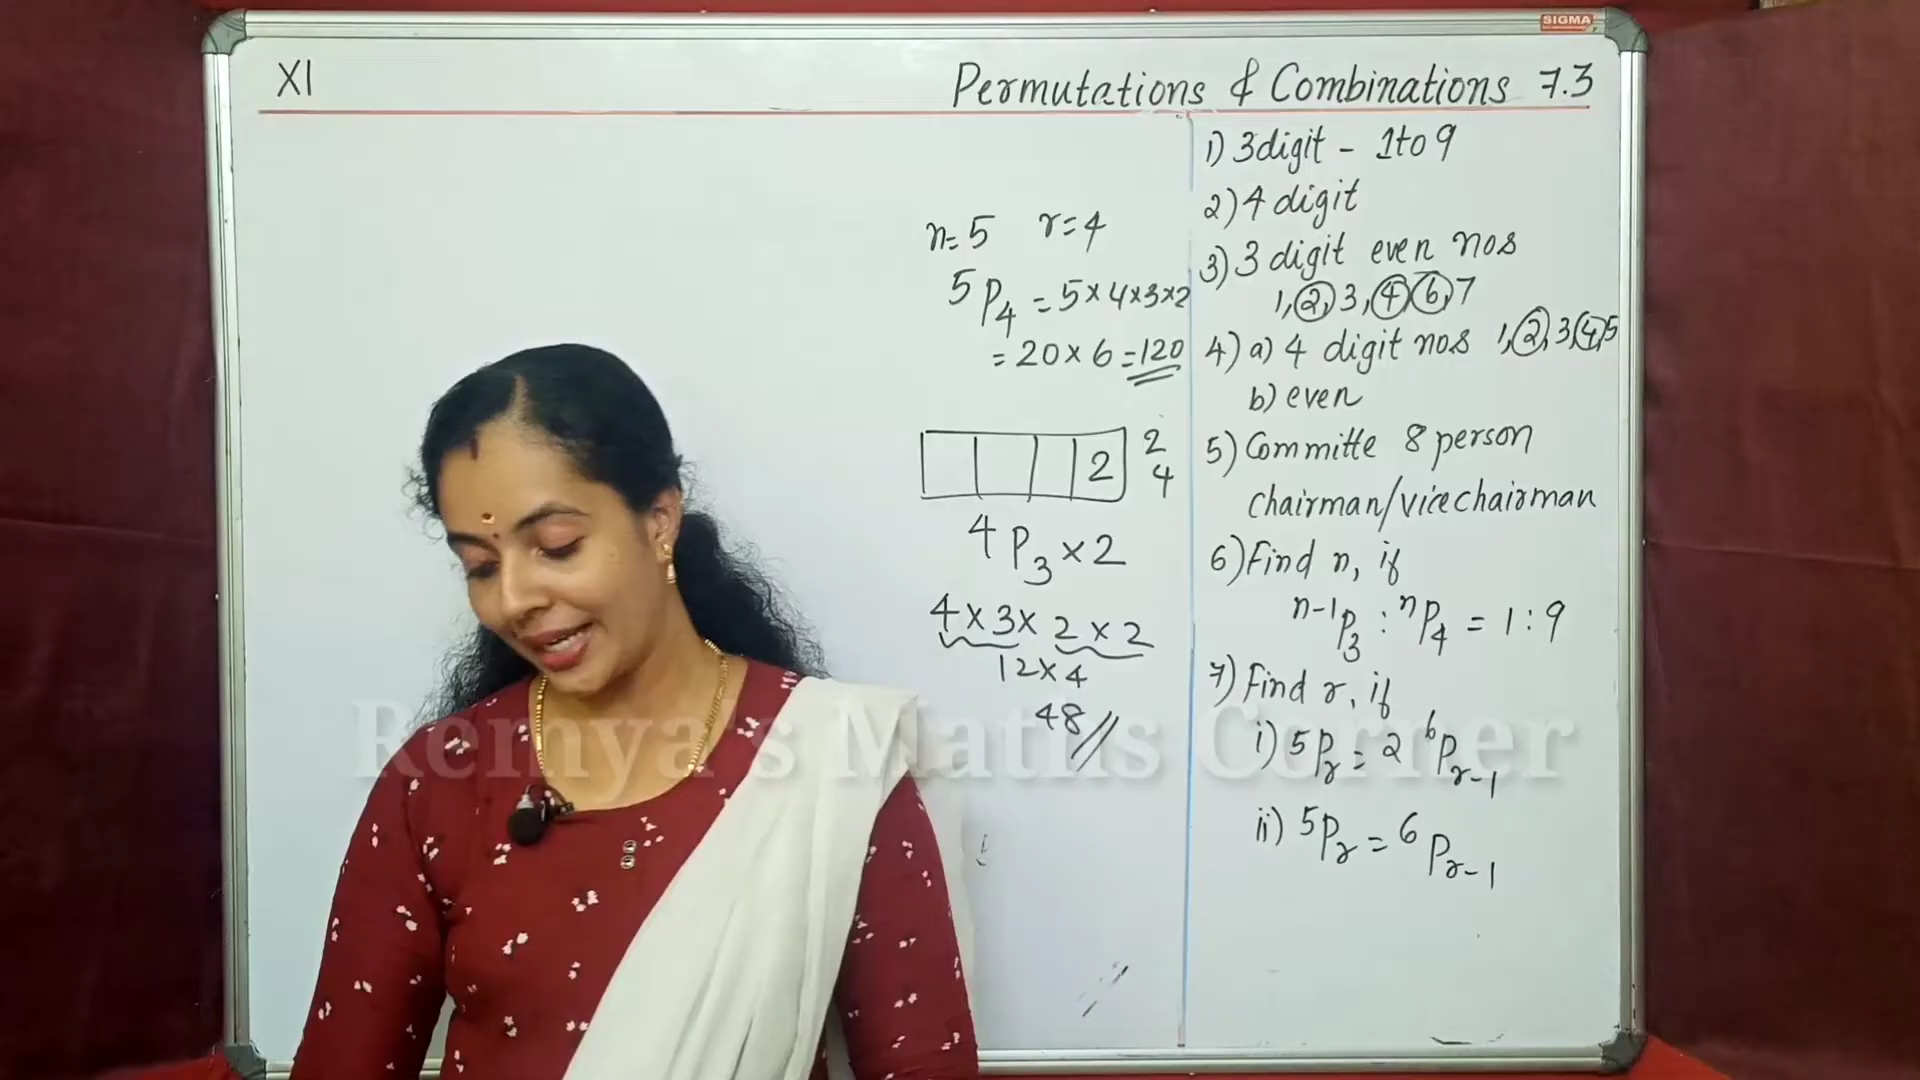 SIGMA
XI
Permutations & Combinations 7.3
n=5 r=4
5P4 = 5×4×3×2
= 20×6 = 120
2
2
4
4P3 × 2
4×3×2×2
12×4
48
1) 3digit - 1to9
2) 4 digit
3) 3 digit even nos
1, 2, 3, 4, 6, 7
4) a) 4 digit nos 1, 2, 3, 4, 5
b) even
5) Committe 8 person
Chairman/vicechairman
6) Find n, if
n-1P3 : nP4 = 1:9
7) Find r, if
i) 5Pr = 2 6Pr-1
ii) 5Pr = 6Pr-1
Remya's Maths Corner